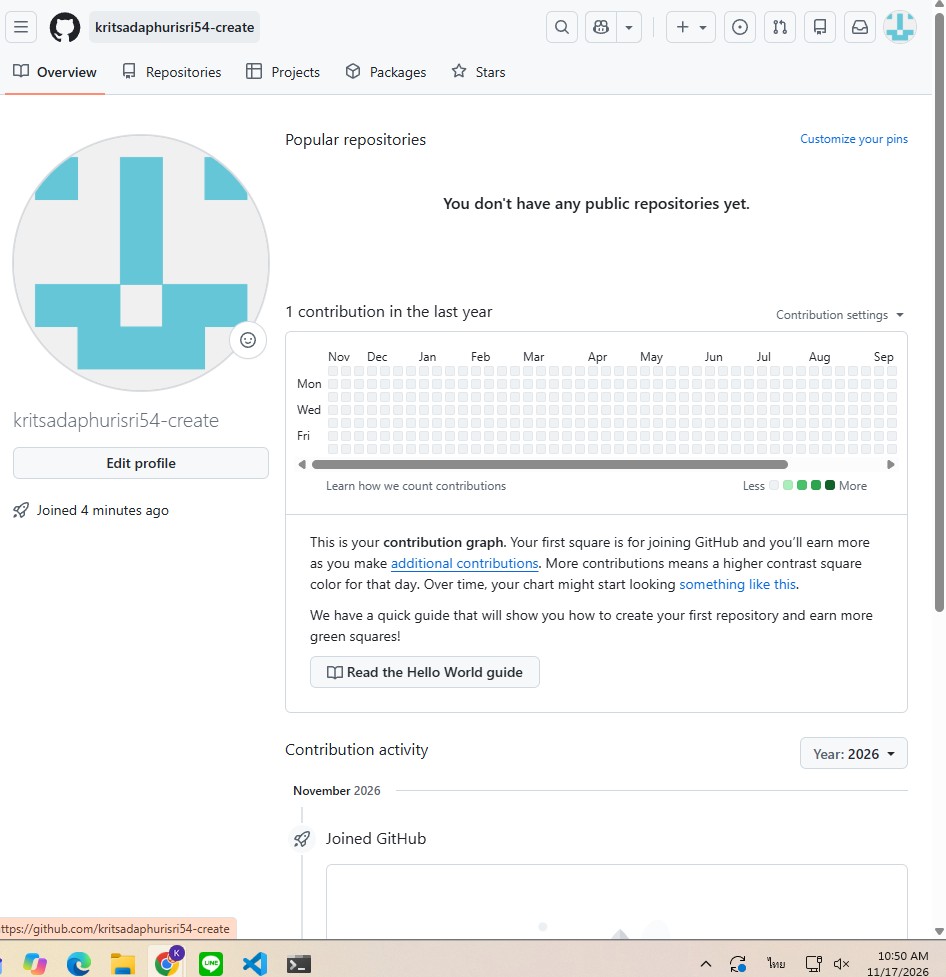 kritsadaphurisri54-create
Overview
Repositories
Projects
Packages
Stars
Popular repositories
Customize your pins
You don't have any public repositories yet.
1 contribution in the last year
Contribution settings
Nov Dec Jan Feb Mar Apr May Jun Jul Aug Sep
Mon
Wed
Fri
Learn how we count contributions
Less More
kritsadaphurisri54-create
Edit profile
Joined 4 minutes ago
This is your contribution graph. Your first square is for joining GitHub and you’ll earn more
as you make additional contributions. More contributions means a higher contrast square
color for that day. Over time, your chart might start looking something like this.
We have a quick guide that will show you how to create your first repository and earn more
green squares!
Read the Hello World guide
Contribution activity
Year: 2026
November 2026
Joined GitHub
ttps://github.com/kritsadaphurisri54-create
K
LINE
ไทย
10:50 AM
11/17/2026